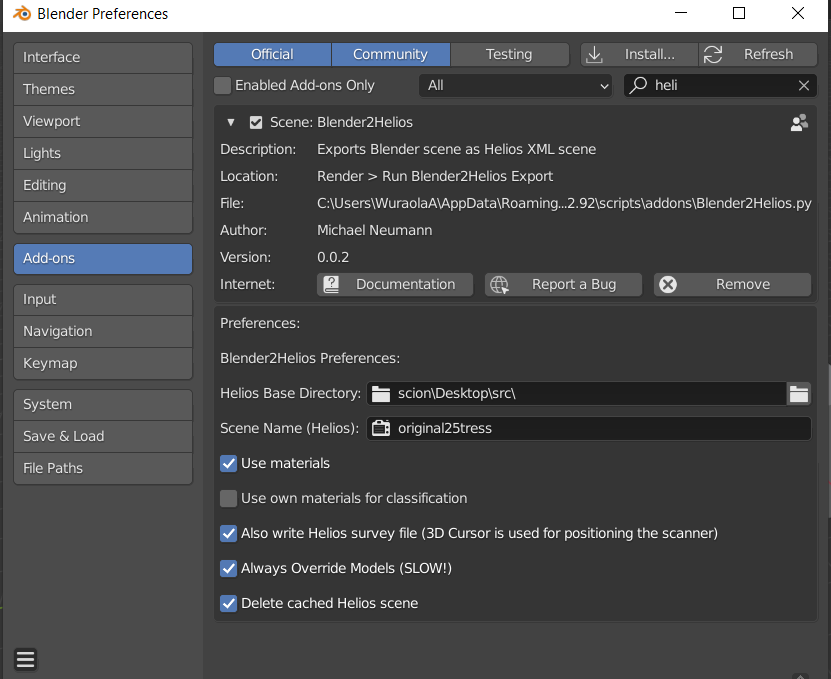 Blender Preferences
Interface
Themes
Viewport
Lights
Editing
Animation
Add-ons
Input
Navigation
Keymap
System
Save & Load
File Paths
Official Community Testing Install... Refresh
Enabled Add-ons Only All heli
Scene: Blender2Helios
Description: Exports Blender scene as Helios XML scene
Location: Render > Run Blender2Helios Export
File: C:\Users\WuraolaA\AppData\Roaming...2.92\scripts\addons\Blender2Helios.py
Author: Michael Neumann
Version: 0.0.2
Internet: Documentation Report a Bug Remove
Preferences:
Blender2Helios Preferences:
Helios Base Directory: scion\Desktop\src\
Scene Name (Helios): original25tress
Use materials
Use own materials for classification
Also write Helios survey file (3D Cursor is used for positioning the scanner)
Always Override Models (SLOW!)
Delete cached Helios scene